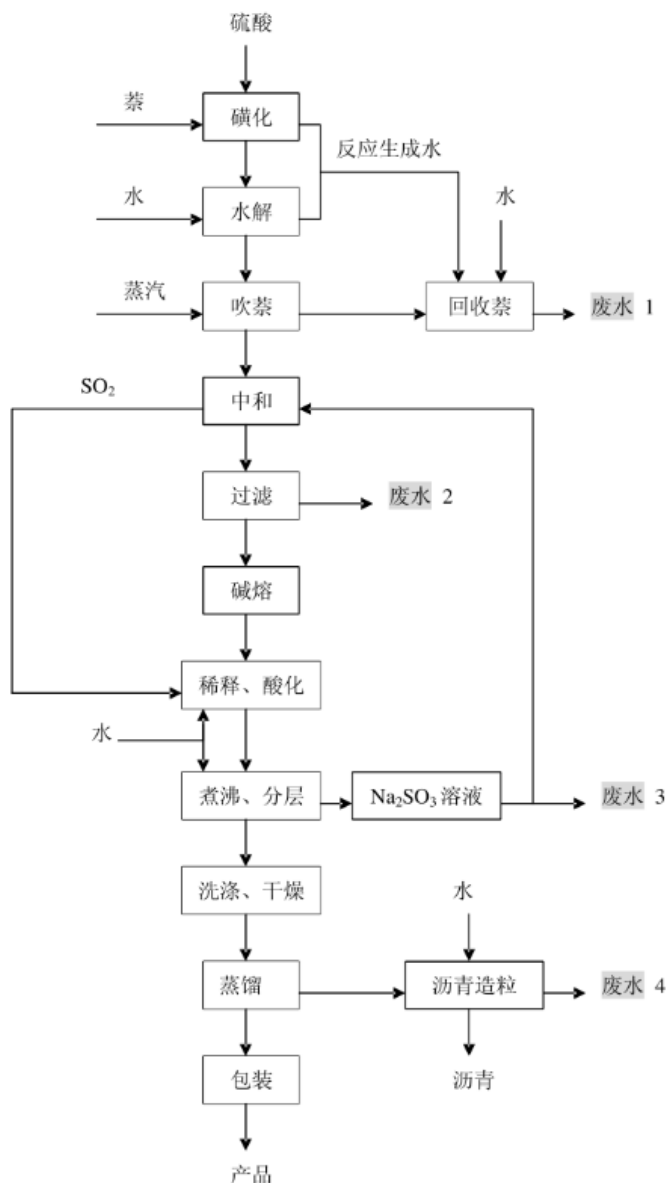 硫酸
萘
磺化
反应生成水
水
水解
水
蒸汽
吹萘
回收萘
废水 1
SO₂
中和
过滤
废水 2
碱熔
稀释、酸化
水
煮沸、分层
Na₂SO₃溶液
废水 3
洗涤、干燥
水
蒸馏
沥青造粒
废水 4
包装
沥青
产品